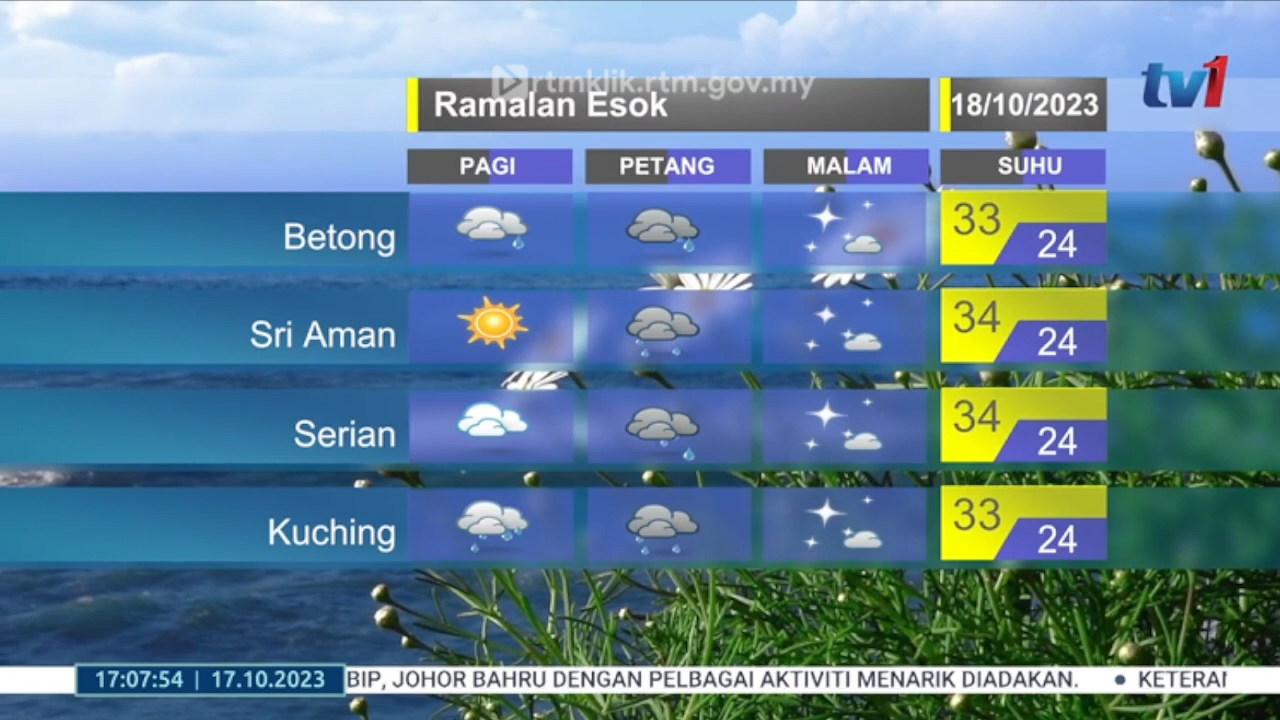 rtmklik.rtm.gov.my
Ramalan Esok 18/10/2023
tv1
PAGI PETANG MALAM SUHU
Betong 33 24
Sri Aman 34 24
Serian 34 24
Kuching 33 24
17:07:54 | 17.10.2023 BIP, JOHOR BAHRU DENGAN PELBAGAI AKTIVITI MENARIK DIADAKAN. • KETERAN